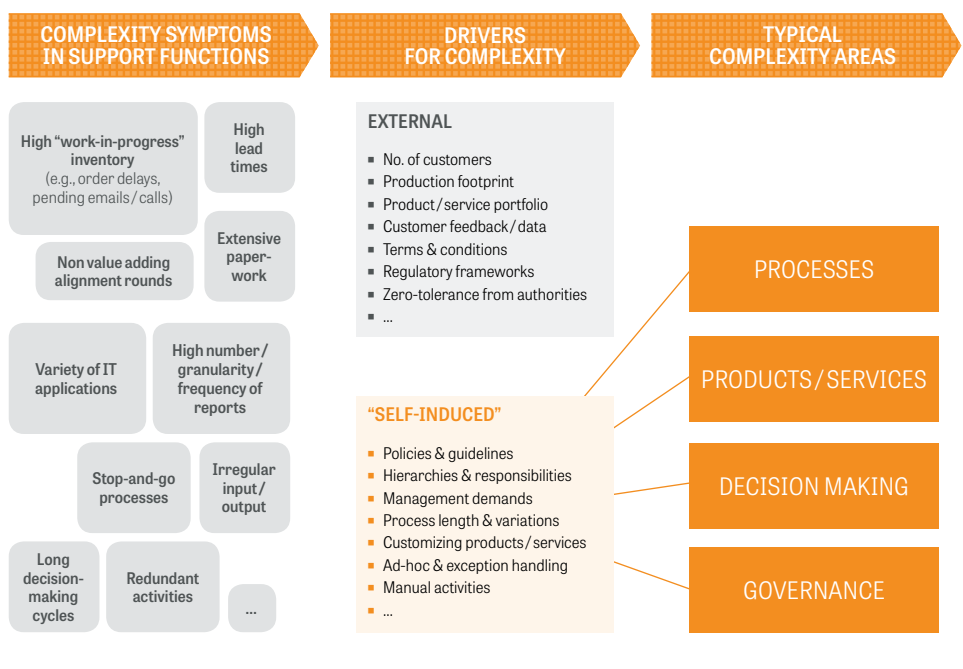 COMPLEXITY SYMPTOMS
IN SUPPORT FUNCTIONS
DRIVERS
FOR COMPLEXITY
TYPICAL
COMPLEXITY AREAS
High “work-in-progress”
inventory
(e.g., order delays,
pending emails/calls)
High
lead
times
Non value adding
alignment rounds
Extensive
paper-
work
Variety of IT
applications
High number/
granularity/
frequency of
reports
Stop-and-go
processes
Irregular
input/
output
Long
decision-
making
cycles
Redundant
activities
...
EXTERNAL
▪ No. of customers
▪ Production footprint
▪ Product/service portfolio
▪ Customer feedback/data
▪ Terms & conditions
▪ Regulatory frameworks
▪ Zero-tolerance from authorities
▪ ...
“SELF-INDUCED”
▪ Policies & guidelines
▪ Hierarchies & responsibilities
▪ Management demands
▪ Process length & variations
▪ Customizing products/services
▪ Ad-hoc & exception handling
▪ Manual activities
▪ ...
PROCESSES
PRODUCTS/SERVICES
DECISION MAKING
GOVERNANCE